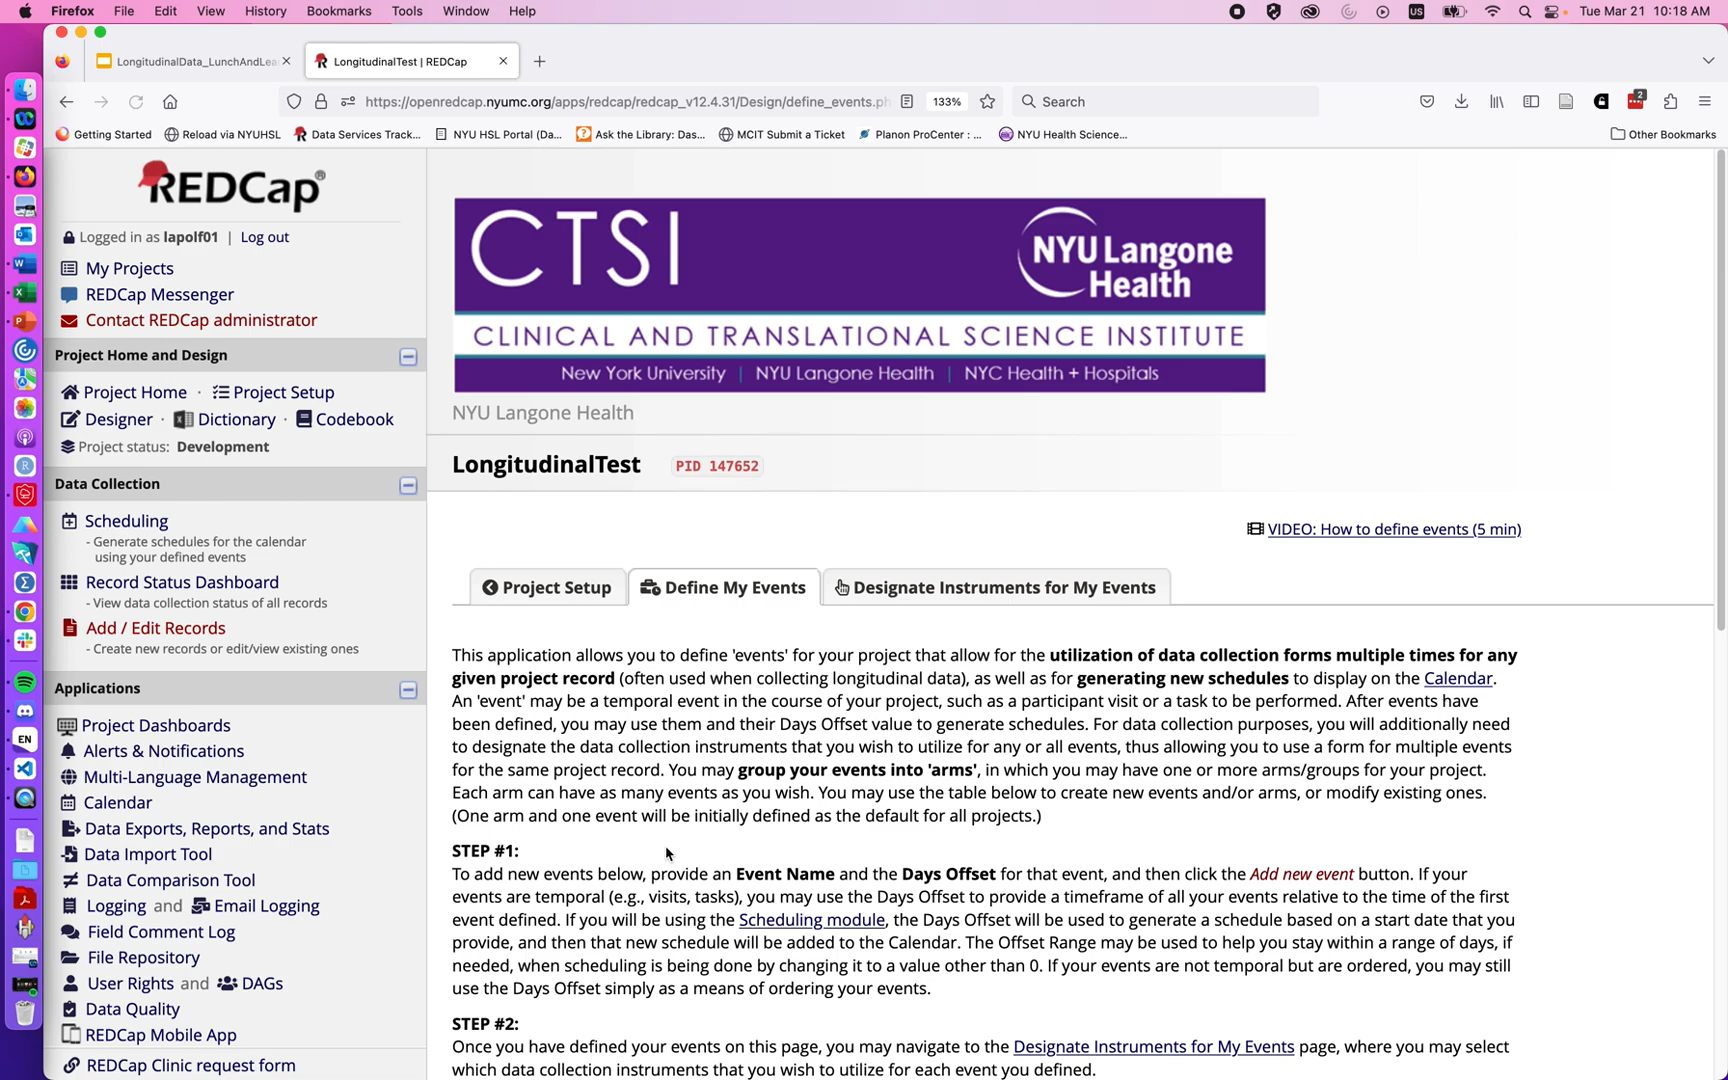 Firefox File Edit View History Bookmarks Tools Window Help
US
Tue Mar 21 10:18 AM
LongitudinalData_LunchAndLea
LongitudinalTest | REDCap
https://openredcap.nyumc.org/apps/redcap/redcap_v12.4.31/Design/define_events.ph
133%
Search
2
Getting Started
Reload via NYUHSL
Data Services Track...
NYU HSL Portal (Da...
Ask the Library: Das...
MCIT Submit a Ticket
Planon ProCenter : ...
NYU Health Science...
Other Bookmarks
REDCap®
Logged in as lapolf01 | Log out
My Projects
REDCap Messenger
Contact REDCap administrator
Project Home and Design
Project Home · Project Setup
Designer · Dictionary · Codebook
Project status: Development
Data Collection
Scheduling
- Generate schedules for the calendar
using your defined events
Record Status Dashboard
- View data collection status of all records
Add / Edit Records
- Create new records or edit/view existing ones
Applications
Project Dashboards
Alerts & Notifications
Multi-Language Management
Calendar
Data Exports, Reports, and Stats
Data Import Tool
Data Comparison Tool
Logging and Email Logging
Field Comment Log
File Repository
User Rights and DAGs
Data Quality
REDCap Mobile App
REDCap Clinic request form
EN
CTSI
NYU Langone
Health
CLINICAL AND TRANSLATIONAL SCIENCE INSTITUTE
New York University | NYU Langone Health | NYC Health + Hospitals
NYU Langone Health
LongitudinalTest PID 147652
VIDEO: How to define events (5 min)
Project Setup
Define My Events
Designate Instruments for My Events
This application allows you to define 'events' for your project that allow for the utilization of data collection forms multiple times for any
given project record (often used when collecting longitudinal data), as well as for generating new schedules to display on the Calendar.
An 'event' may be a temporal event in the course of your project, such as a participant visit or a task to be performed. After events have
been defined, you may use them and their Days Offset value to generate schedules. For data collection purposes, you will additionally need
to designate the data collection instruments that you wish to utilize for any or all events, thus allowing you to use a form for multiple events
for the same project record. You may group your events into 'arms', in which you may have one or more arms/groups for your project.
Each arm can have as many events as you wish. You may use the table below to create new events and/or arms, or modify existing ones.
(One arm and one event will be initially defined as the default for all projects.)
STEP #1:
To add new events below, provide an Event Name and the Days Offset for that event, and then click the Add new event button. If your
events are temporal (e.g., visits, tasks), you may use the Days Offset to provide a timeframe of all your events relative to the time of the first
event defined. If you will be using the Scheduling module, the Days Offset will be used to generate a schedule based on a start date that you
provide, and then that new schedule will be added to the Calendar. The Offset Range may be used to help you stay within a range of days, if
needed, when scheduling is being done by changing it to a value other than 0. If your events are not temporal but are ordered, you may still
use the Days Offset simply as a means of ordering your events.
STEP #2:
Once you have defined your events on this page, you may navigate to the Designate Instruments for My Events page, where you may select
which data collection instruments that you wish to utilize for each event you defined.